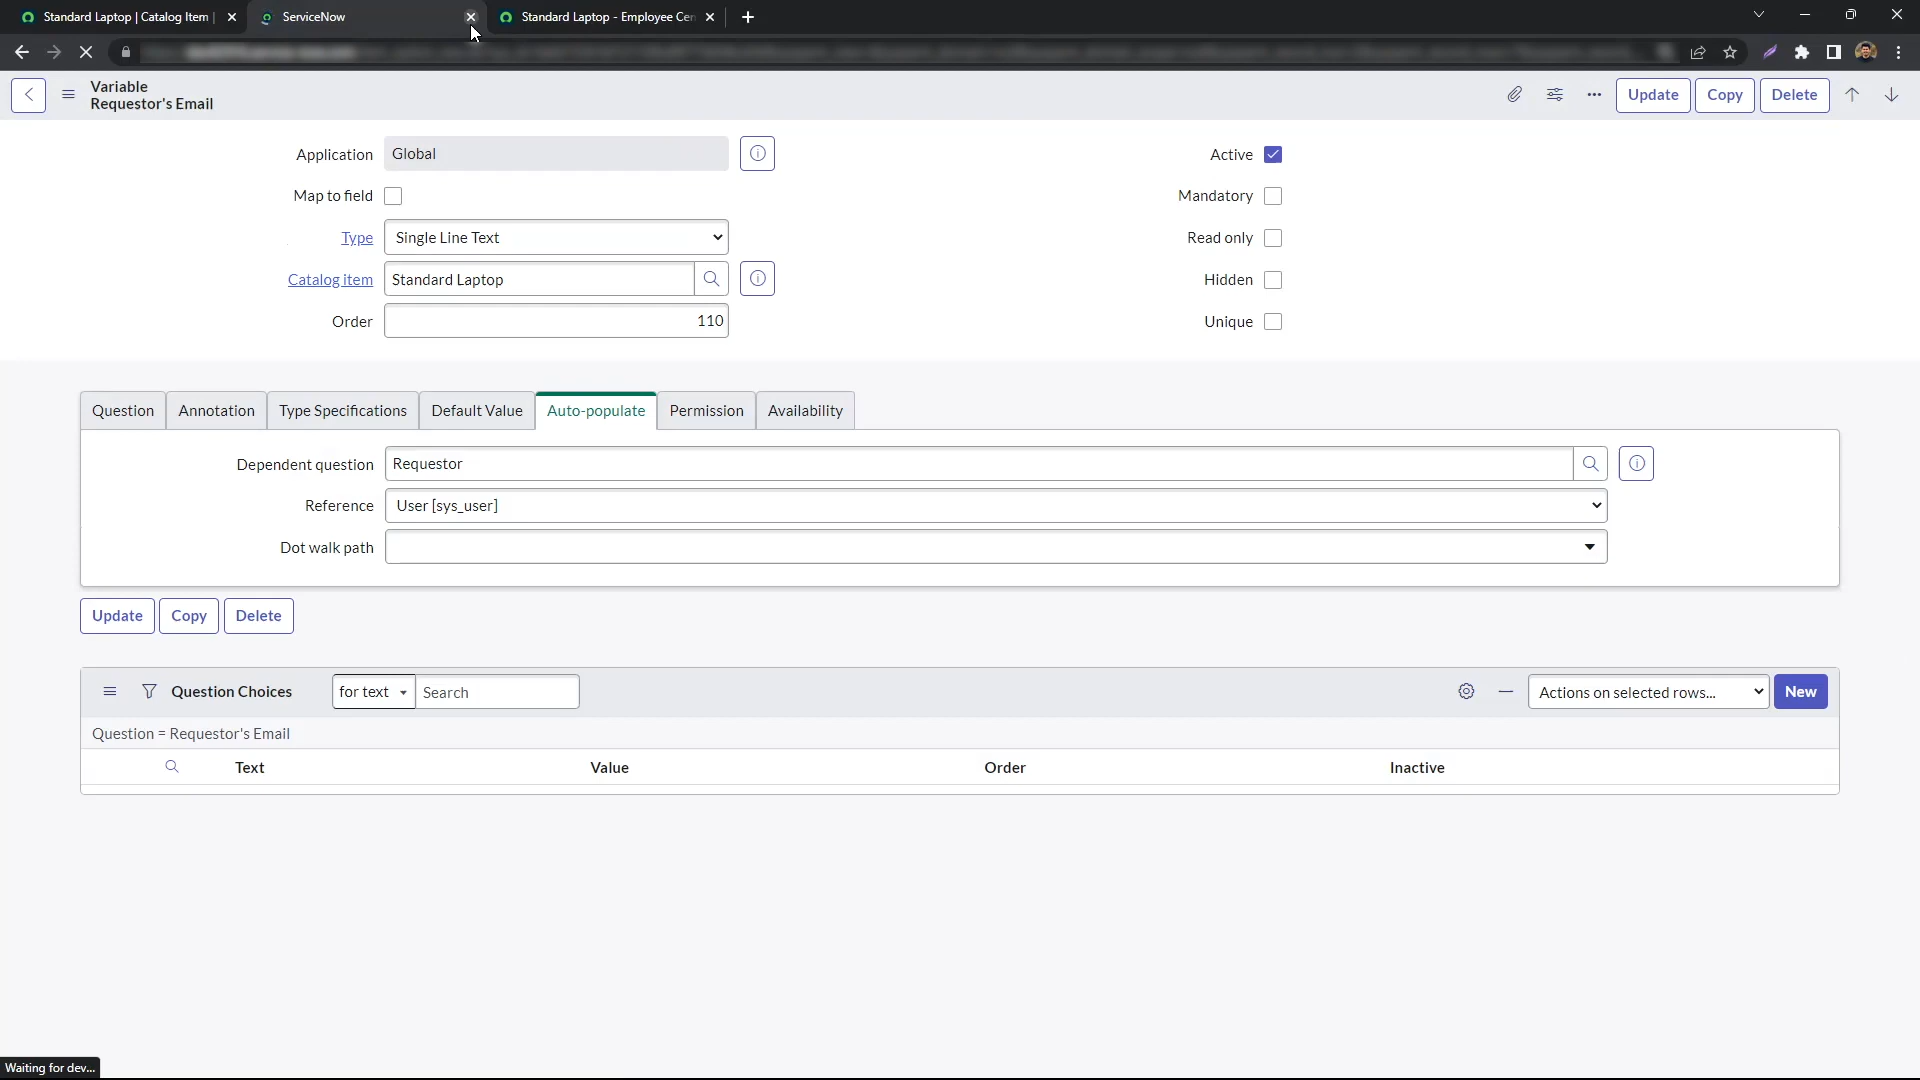 Standard Laptop | Catalog Item |
ServiceNow
Standard Laptop - Employee Cen
Variable
Requestor's Email
Update
Copy
Delete
Application
Global
Active
Map to field
Mandatory
Type
Single Line Text
Read only
Catalog item
Standard Laptop
Hidden
Order
110
Unique
Question
Annotation
Type Specifications
Default Value
Auto-populate
Permission
Availability
Dependent question
Requestor
Reference
User [sys_user]
Dot walk path
Update
Copy
Delete
Question Choices
for text
Search
Actions on selected rows...
New
Question = Requestor's Email
Text
Value
Order
Inactive
Waiting for dev...